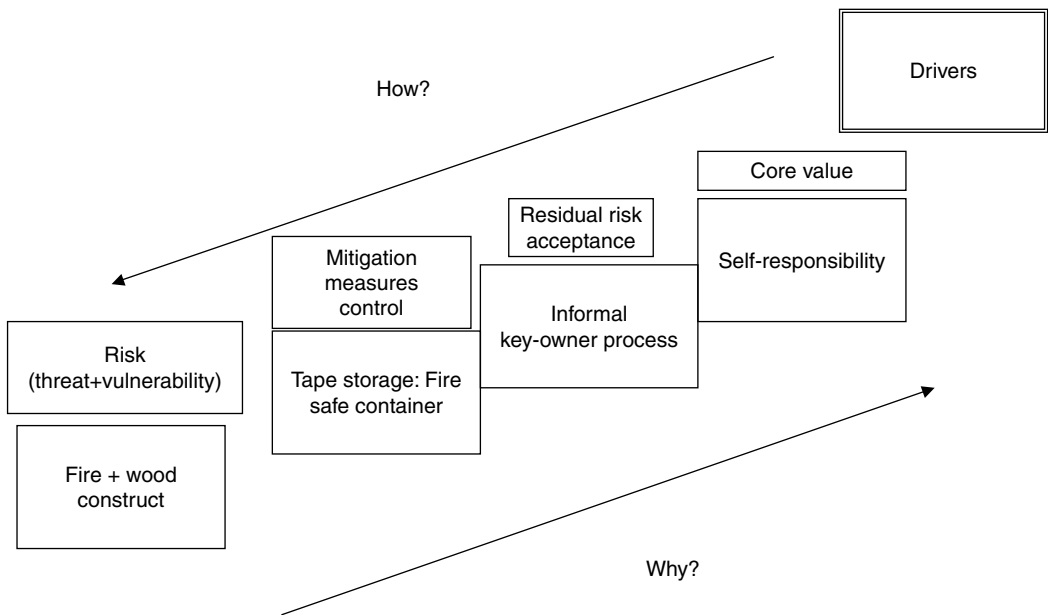 How?
Drivers
Core value
Self-responsibility
Residual risk
acceptance
Informal
key-owner process
Mitigation
measures
control
Tape storage: Fire
safe container
Risk
(threat+vulnerability)
Fire + wood
construct
Why?